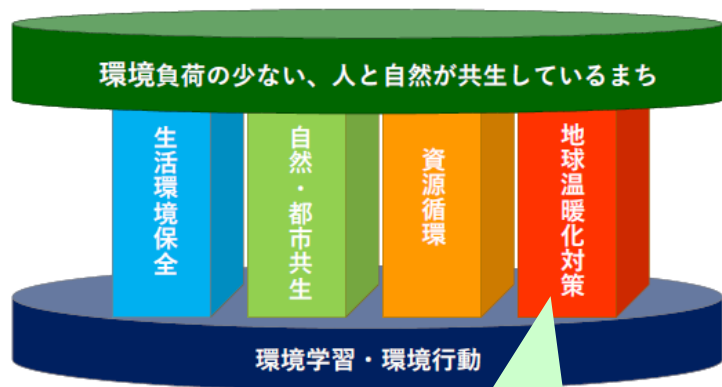 環境負荷の少ない、人と自然が共生しているまち
生活環境保全
自然・都市共生
資源循環
地球温暖化対策
環境学習・環境行動